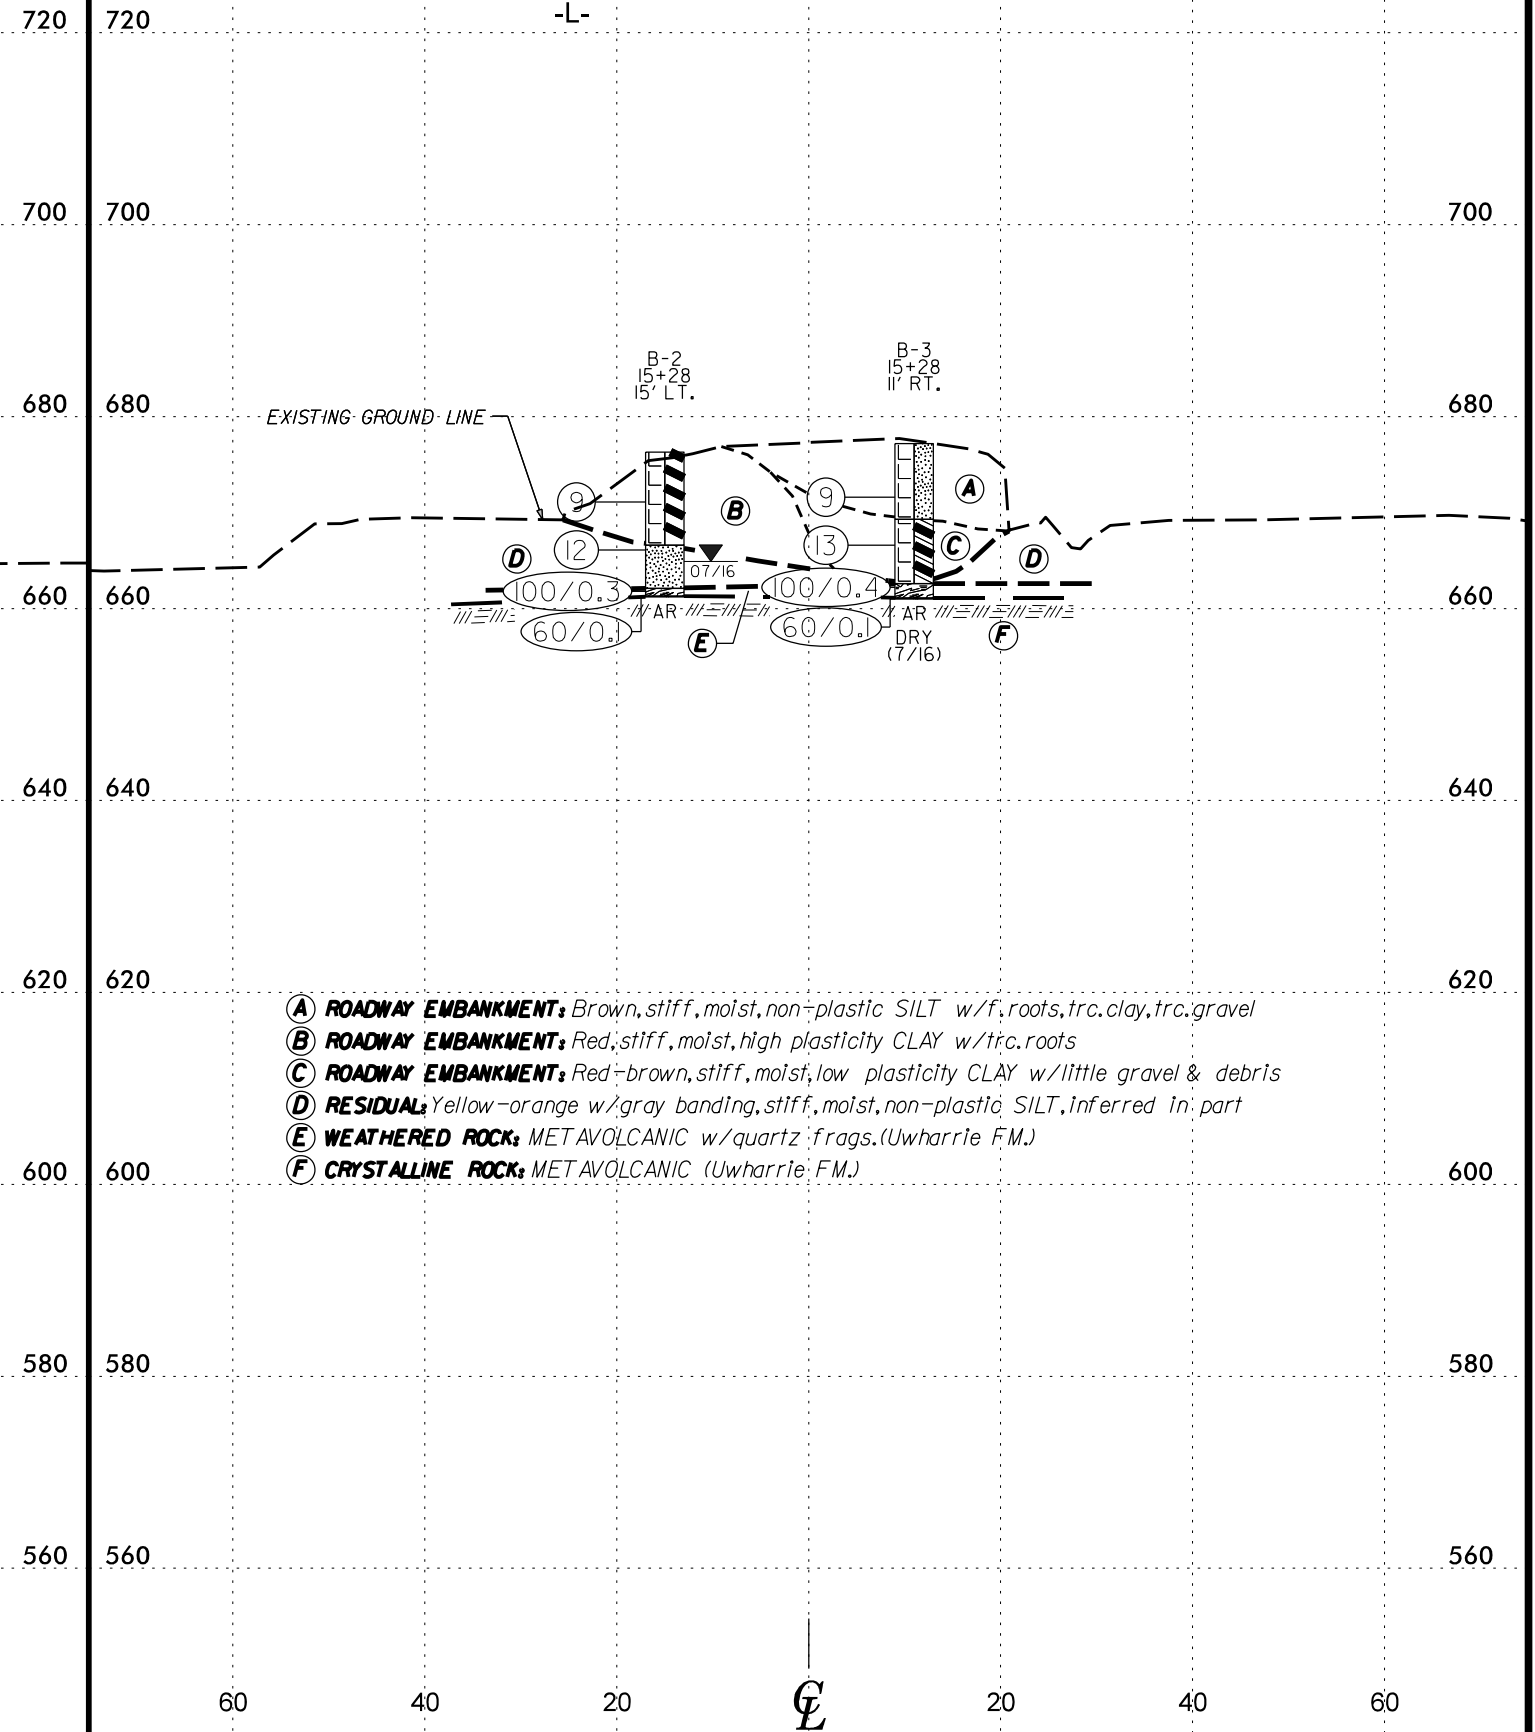 -L-
720 720
700 700 700
B-3
15+28
11' RT.
B-2
15+28
15' LT.
680 680 680
EXISTING GROUND LINE
9 9 A
B
12 13 C
D D
07/16
100/0.3 100/0.4
660 660 660
AR AR
60/0.1 60/0.1
E F
DRY
(7/16)
640 640 640
620 620 620
A ROADWAY EMBANKMENT: Brown, stiff, moist, non-plastic SILT w/f. roots, trc. clay, trc. gravel
B ROADWAY EMBANKMENT: Red, stiff, moist, high plasticity CLAY w/trc. roots
C ROADWAY EMBANKMENT: Red-brown, stiff, moist, low plasticity CLAY w/little gravel & debris
D RESIDUAL: Yellow-orange w/gray banding, stiff, moist, non-plastic SILT, inferred in part
E WEATHERED ROCK: METAVOLCANIC w/quartz frags. (Uwharrie FM.)
F CRYSTALLINE ROCK: METAVOLCANIC (Uwharrie FM.)
600 600 600
580 580 580
560 560 560
60 40 20 CL 20 40 60